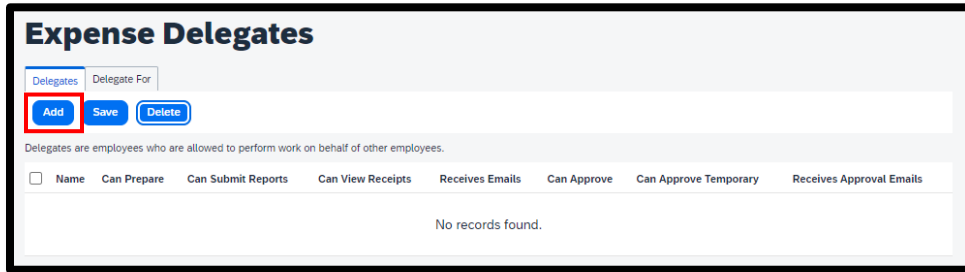 Expense Delegates
Delegates Delegate For
Add Save Delete
Delegates are employees who are allowed to perform work on behalf of other employees.
Name Can Prepare Can Submit Reports Can View Receipts Receives Emails Can Approve Can Approve Temporary Receives Approval Emails
No records found.